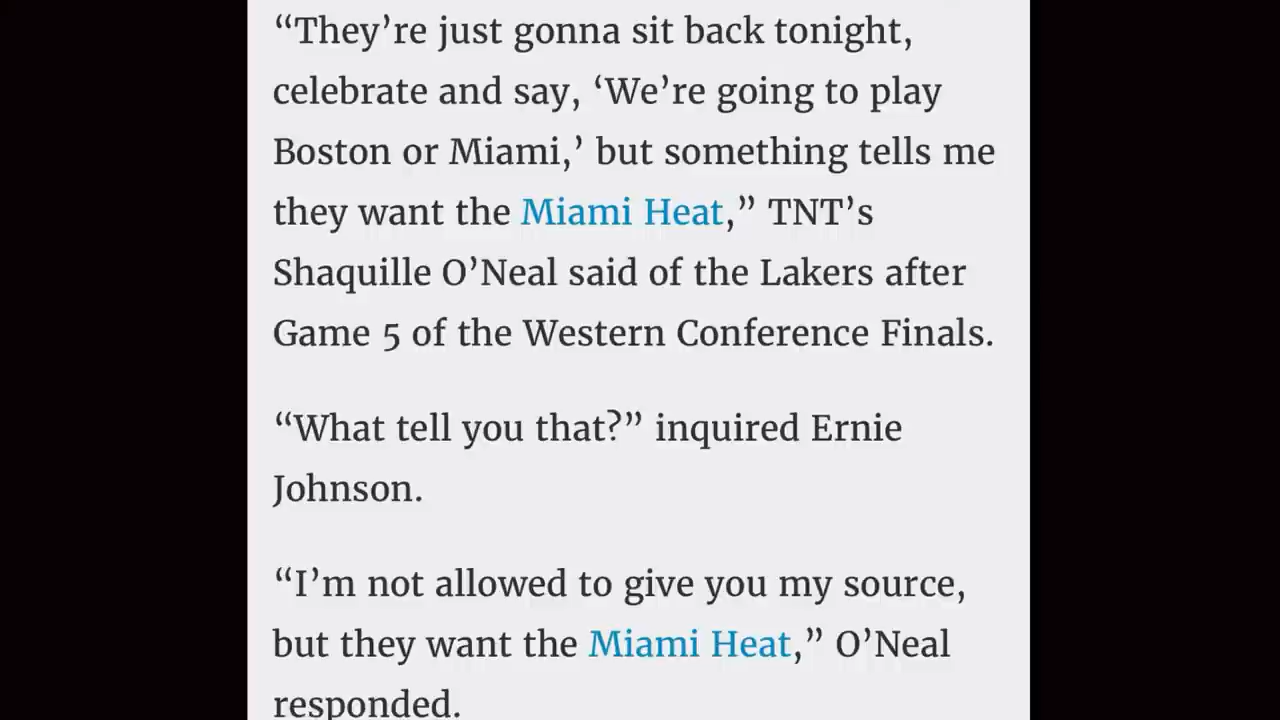 “They’re just gonna sit back tonight,
celebrate and say, ‘We’re going to play
Boston or Miami,’ but something tells me
they want the Miami Heat,” TNT’s
Shaquille O’Neal said of the Lakers after
Game 5 of the Western Conference Finals.
“What tell you that?” inquired Ernie
Johnson.
“I’m not allowed to give you my source,
but they want the Miami Heat,” O’Neal
responded.